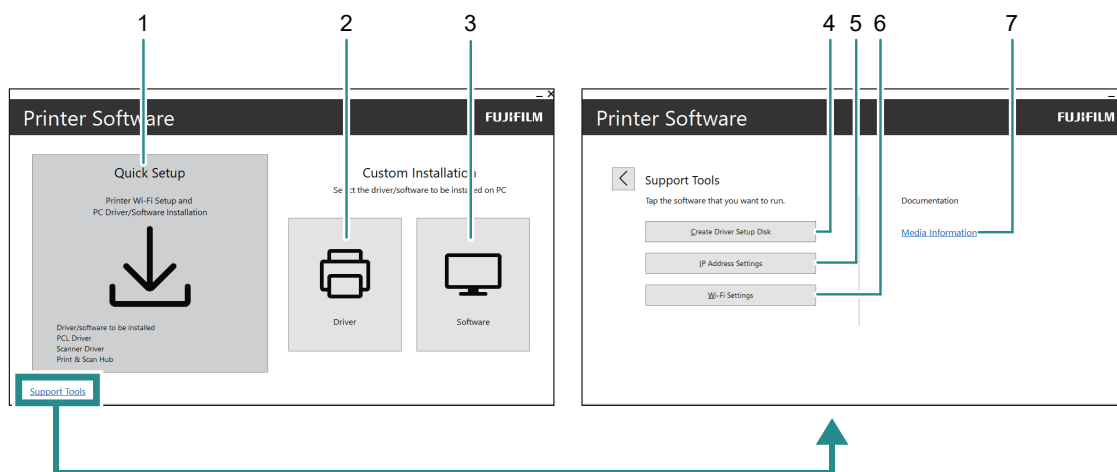 1 2 3 4 5 6 7
Printer Software
FUJIFILM
Quick Setup
Printer Wi-Fi Setup and
PC Driver/Software Installation
Driver/software to be installed
PCL Driver
Scanner Driver
Print & Scan Hub
Custom Installation
Select the driver/software to be installed on PC
Driver
Software
Support Tools
Printer Software
FUJIFILM
Support Tools
Tap the software that you want to run.
Create Driver Setup Disk
IP Address Settings
Wi-Fi Settings
Documentation
Media Information